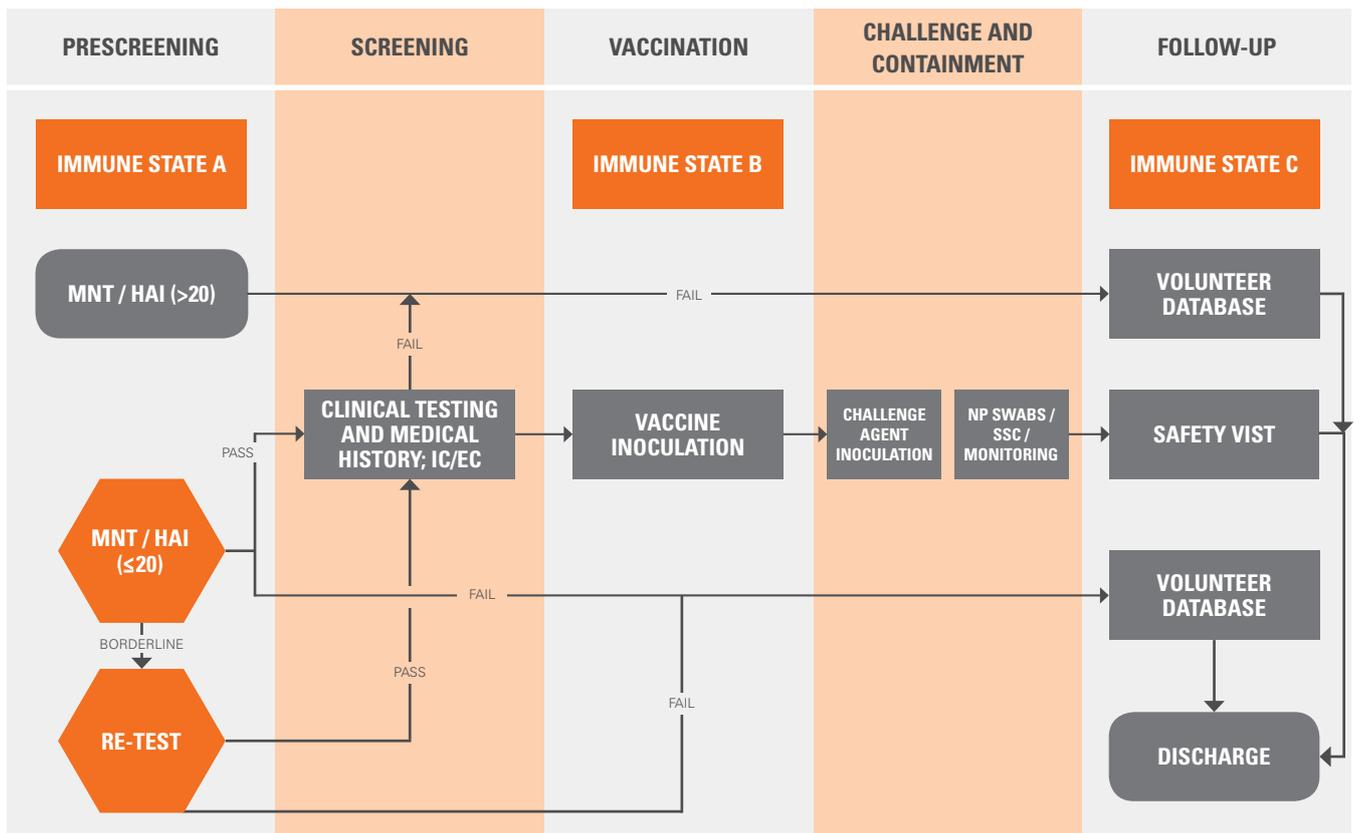 PRESCREENING
SCREENING
VACCINATION
CHALLENGE AND
CONTAINMENT
FOLLOW-UP
IMMUNE STATE A
IMMUNE STATE B
IMMUNE STATE C
MNT / HAI (>20)
FAIL
VOLUNTEER
DATABASE
FAIL
CLINICAL TESTING
AND MEDICAL
HISTORY; IC/EC
VACCINE
INOCULATION
CHALLENGE
AGENT
INOCULATION
NP SWABS /
SSC /
MONITORING
SAFETY VIST
PASS
MNT / HAI
(≤20)
FAIL
VOLUNTEER
DATABASE
BORDERLINE
PASS
FAIL
RE-TEST
DISCHARGE